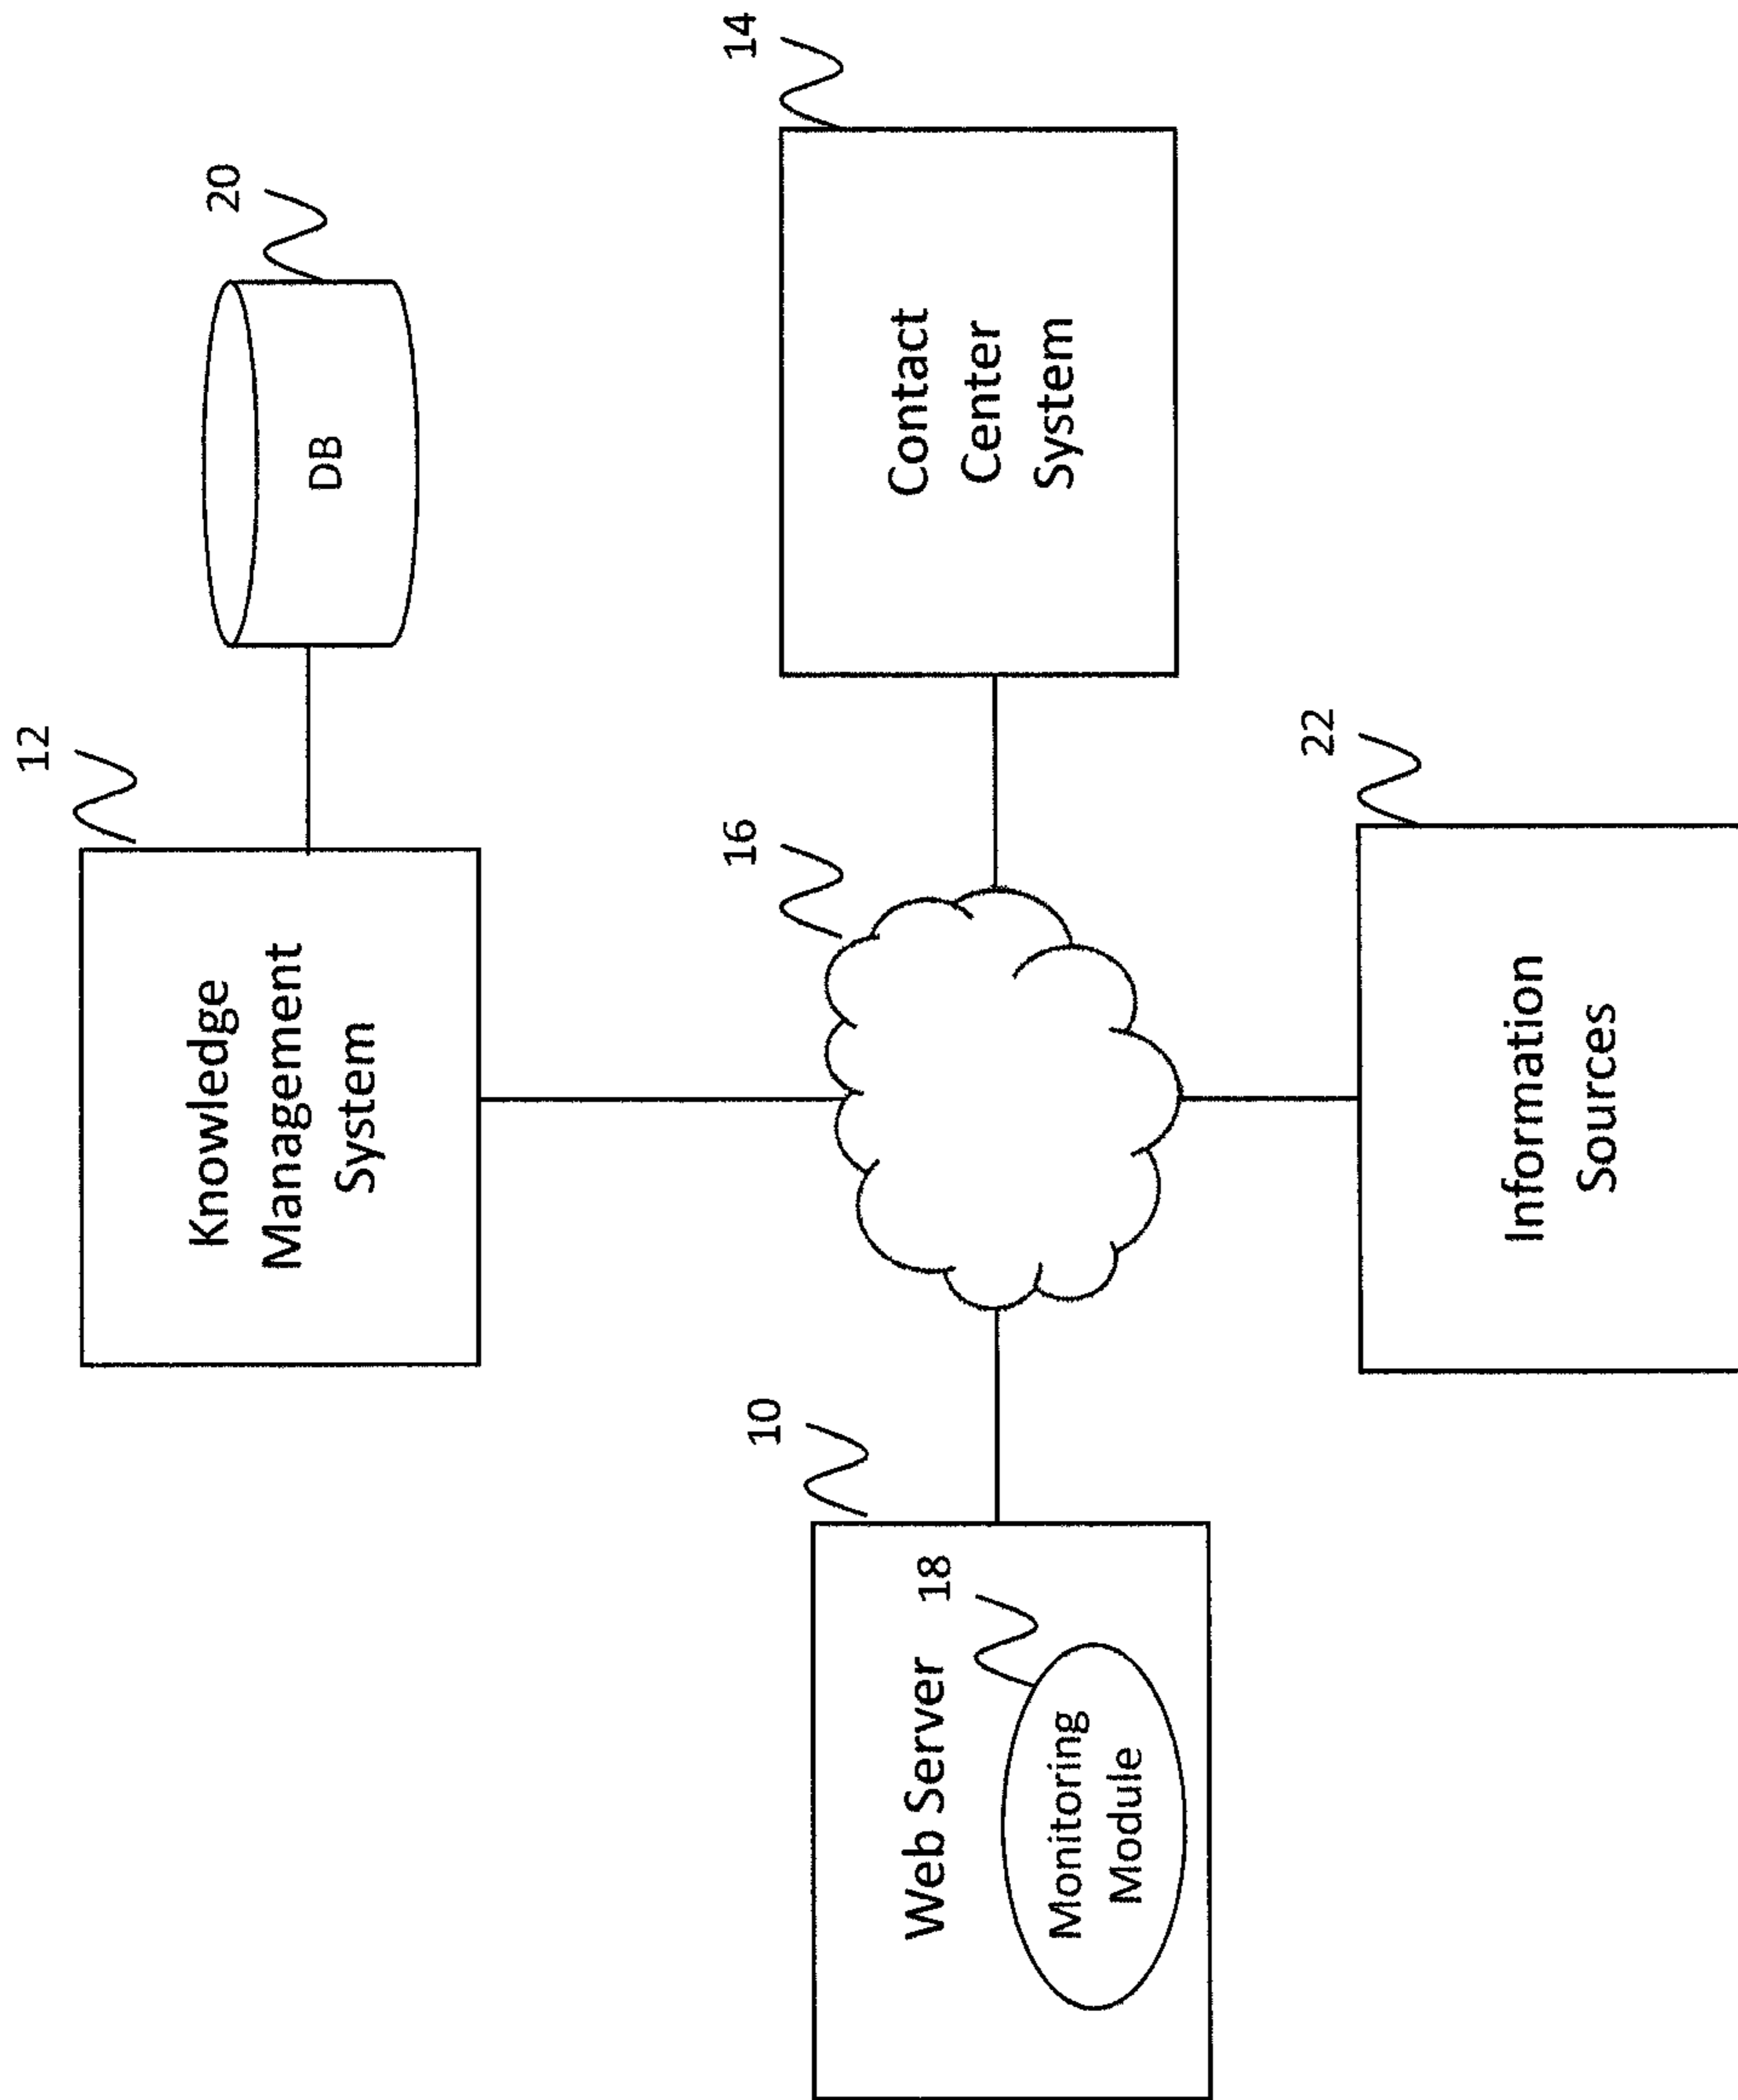 12
Knowledge
Management
System
20
DB
16
14
Contact
Center
System
10
Web Server
18
Monitoring
Module
22
Information
Sources